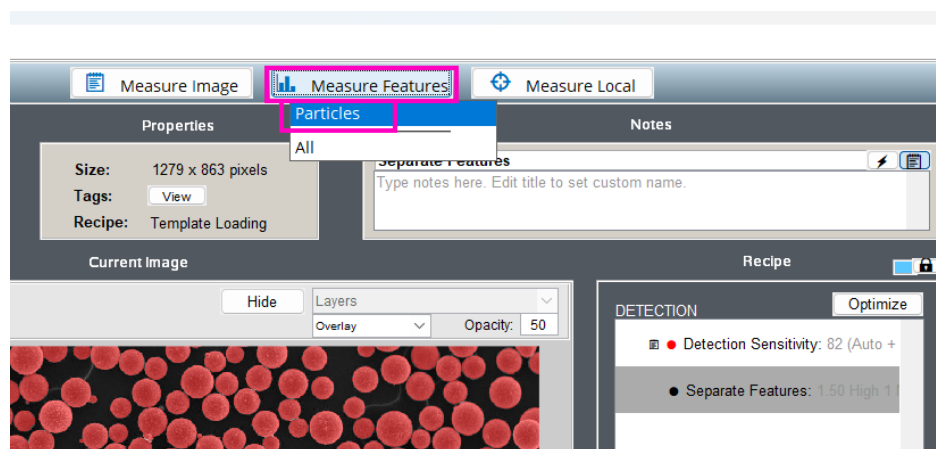 Measure Image Measure Features Measure Local
Particles
All
Properties Notes
Size: 1279 x 863 pixels
Tags: View
Recipe: Template Loading
Separate Features
Type notes here. Edit title to set custom name.
Current Image Recipe
Hide Layers
Overlay Opacity: 50
DETECTION Optimize
Detection Sensitivity: 82 (Auto +
Separate Features: 1.50 High 1